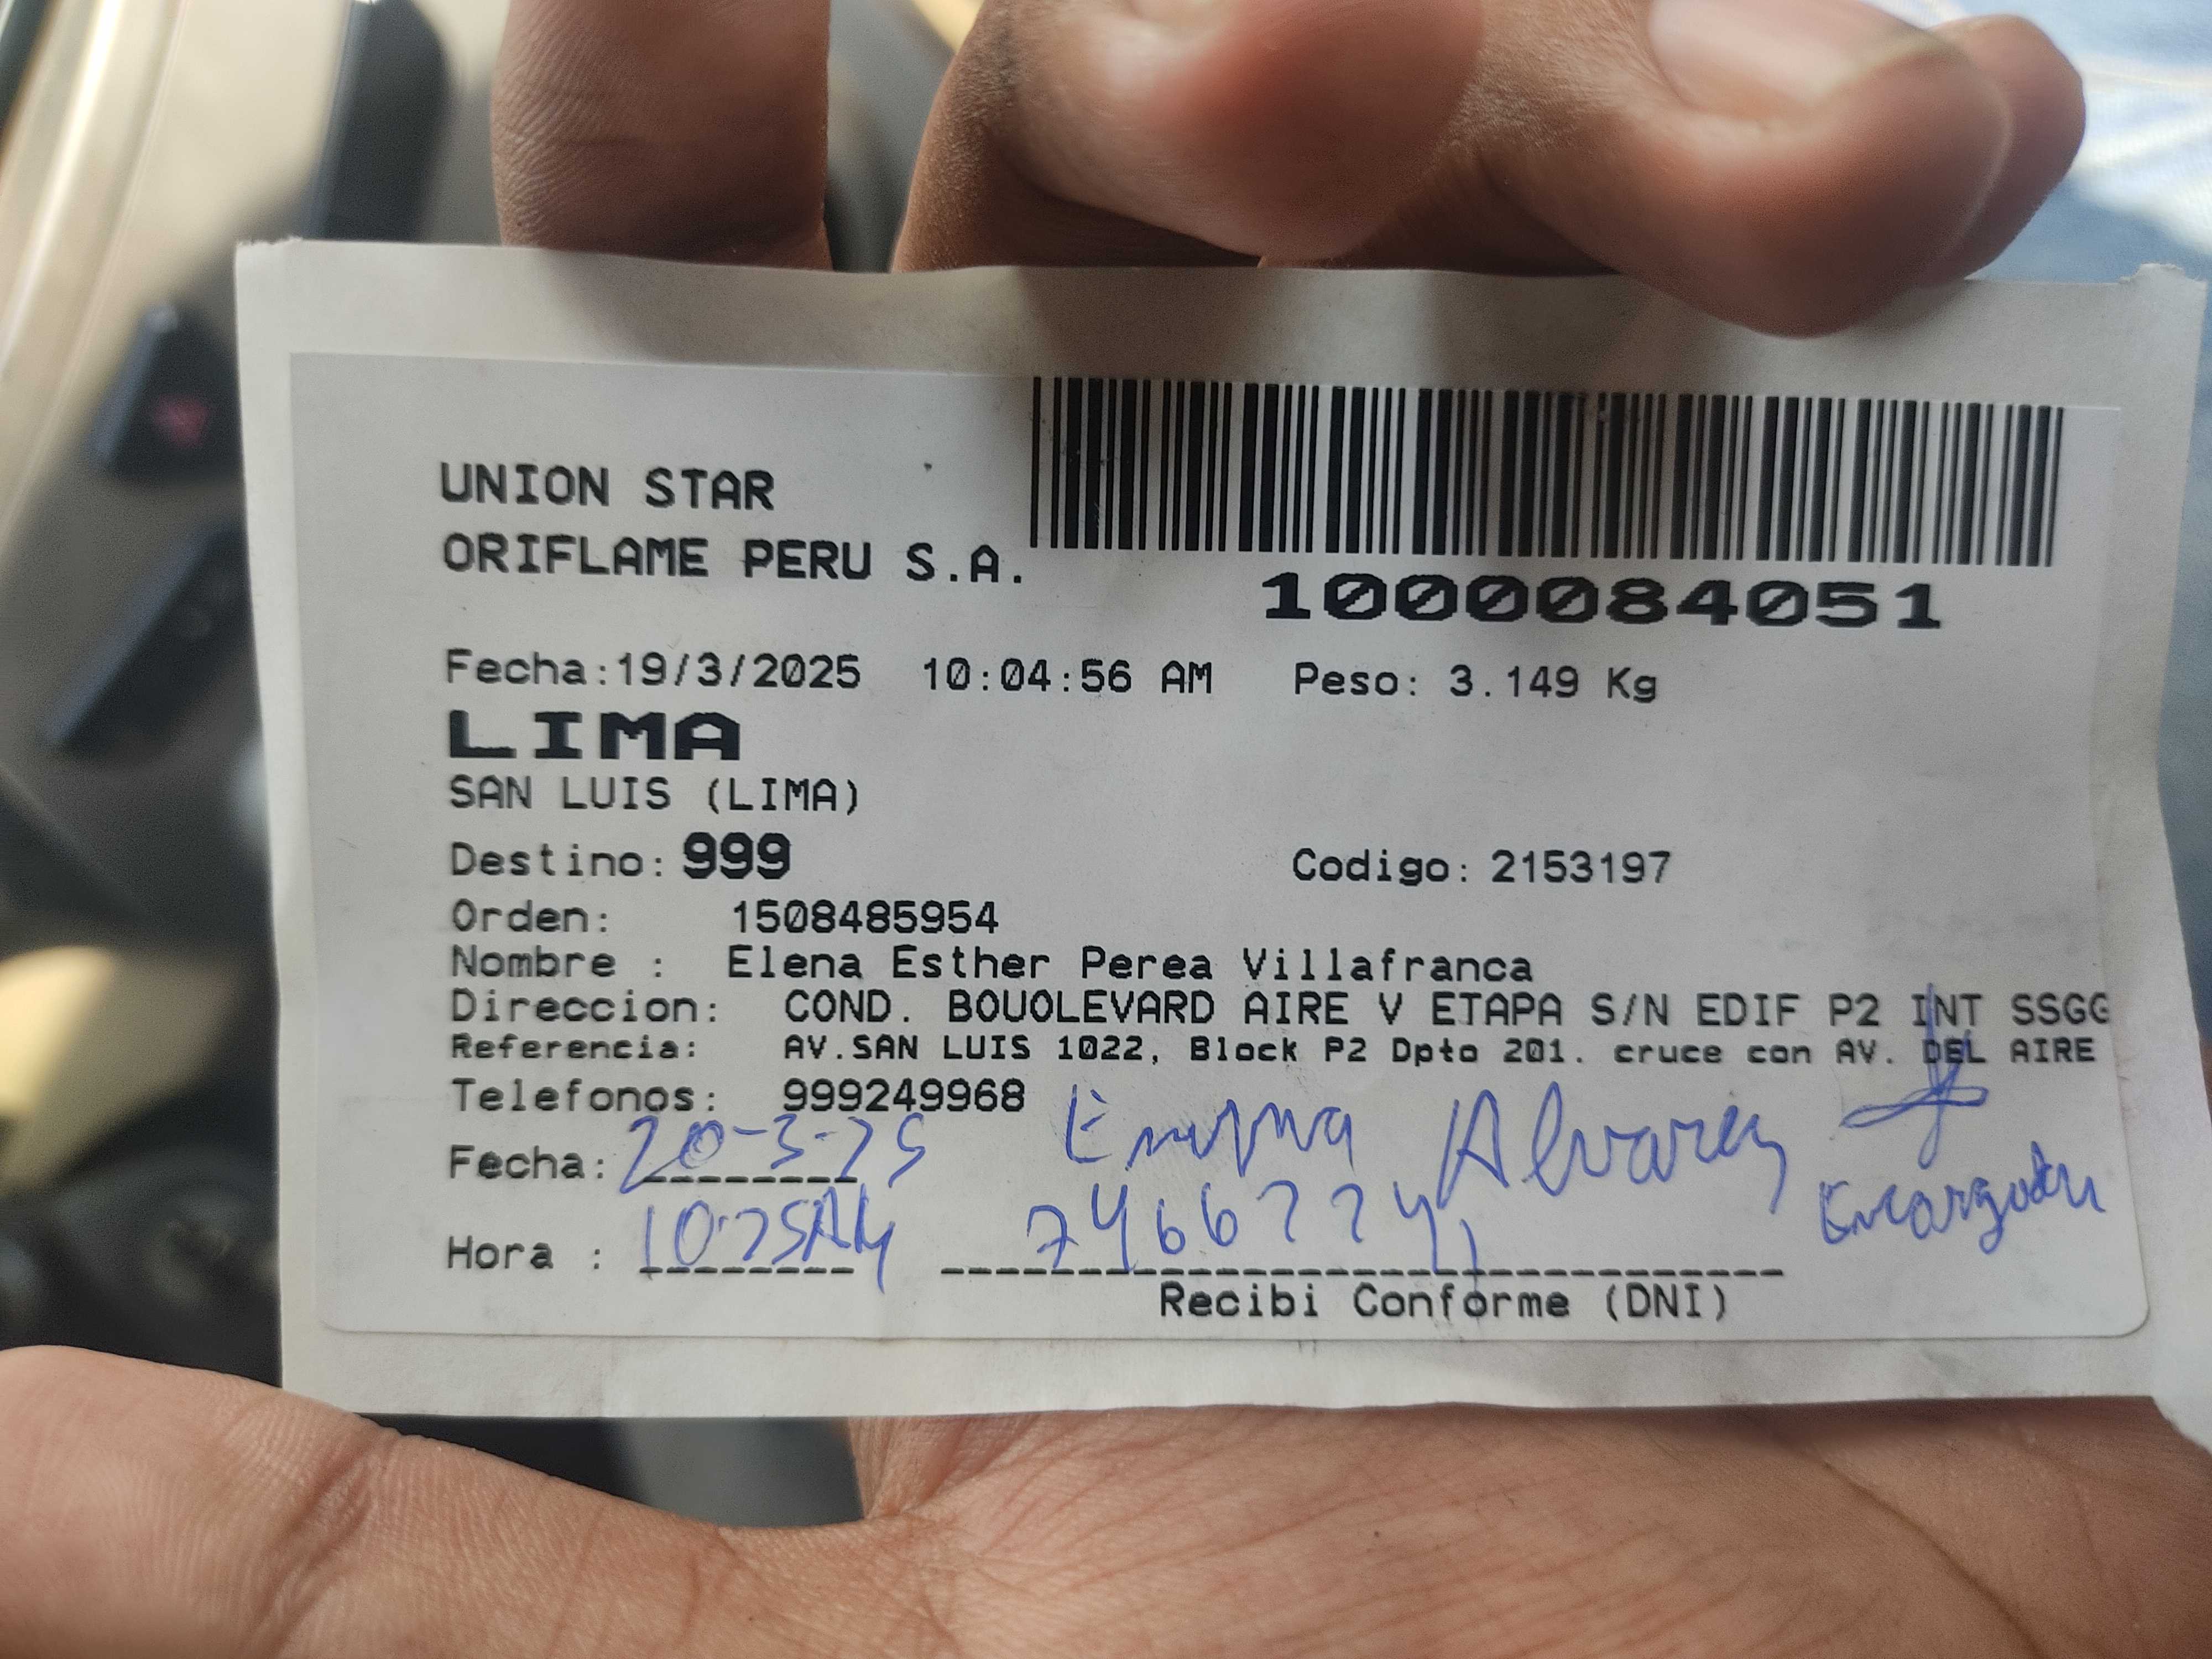 UNION STAR
ORIFLAME PERU S.A.
1000084051
Fecha:19/3/2025 10:04:56 AM Peso: 3.149 Kg
LIMA
SAN LUIS (LIMA)
Destino: 999 Codigo: 2153197
Orden: 1508485954
Nombre : Elena Esther Perea Villafranca
Direccion: COND. BOUOLEVARD AIRE V ETAPA S/N EDIF P2 INT SSGG
Referencia: AV.SAN LUIS 1022, Block P2 Dpto 201. cruce con AV. DEL AIRE
Telefonos: 999249968
Fecha: 20-3-25 Alvarez
Hora : 10:25AM
Recibi Conforme (DNI)